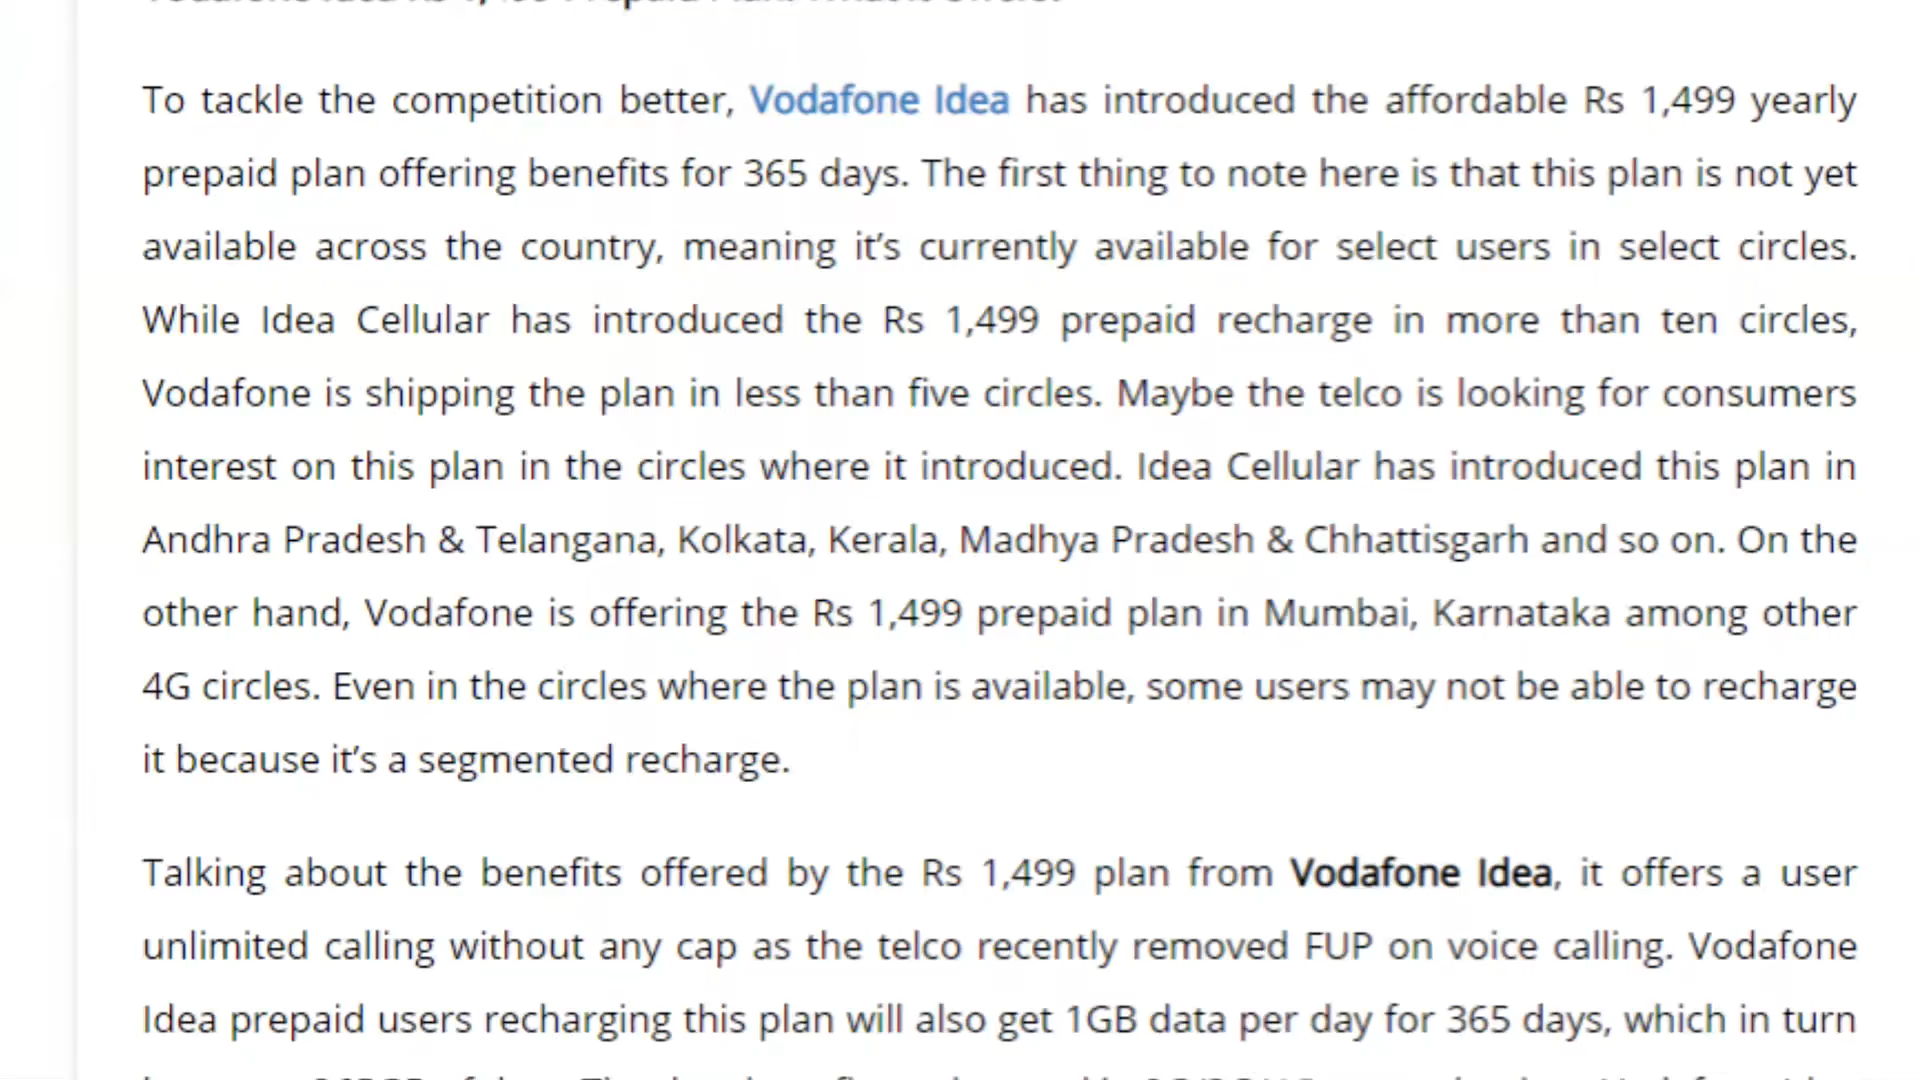 To tackle the competition better, Vodafone Idea has introduced the affordable Rs 1,499 yearly
prepaid plan offering benefits for 365 days. The first thing to note here is that this plan is not yet
available across the country, meaning it’s currently available for select users in select circles.
While Idea Cellular has introduced the Rs 1,499 prepaid recharge in more than ten circles,
Vodafone is shipping the plan in less than five circles. Maybe the telco is looking for consumers
interest on this plan in the circles where it introduced. Idea Cellular has introduced this plan in
Andhra Pradesh & Telangana, Kolkata, Kerala, Madhya Pradesh & Chhattisgarh and so on. On the
other hand, Vodafone is offering the Rs 1,499 prepaid plan in Mumbai, Karnataka among other
4G circles. Even in the circles where the plan is available, some users may not be able to recharge
it because it’s a segmented recharge.
Talking about the benefits offered by the Rs 1,499 plan from Vodafone Idea, it offers a user
unlimited calling without any cap as the telco recently removed FUP on voice calling. Vodafone
Idea prepaid users recharging this plan will also get 1GB data per day for 365 days, which in turn